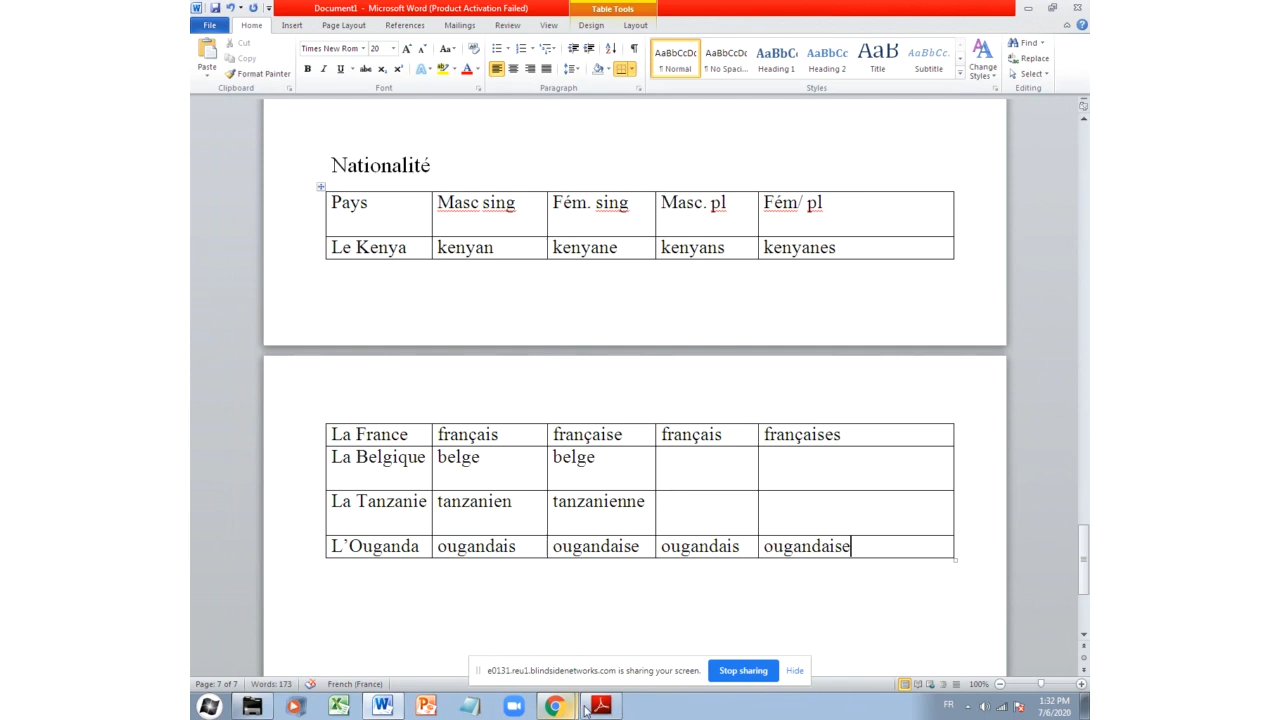 Document1 - Microsoft Word (Product Activation Failed)
Table Tools
File Home Insert Page Layout References Mailings Review View Design Layout
Paste
Cut
Copy
Format Painter
Times New Rom 20
B I U abc x₂ x²
Aa
AaBbCcDc AaBbCcDc AaBbC AaBbCc AaB AaBbCc.
¶ Normal ¶ No Spaci... Heading 1 Heading 2 Title Subtitle
Change
Styles
Find
Replace
Select
Clipboard Font Paragraph Styles Editing
Nationalité
Pays Masc sing Fém. sing Masc. pl Fém/ pl
Le Kenya kenyan kenyane kenyans kenyanes
La France français française français françaises
La Belgique belge belge
La Tanzanie tanzanien tanzanienne
L’Ouganda ougandais ougandaise ougandais ougandaise
e0131.reu1.blindsidenetworks.com is sharing your screen. Stop sharing Hide
Page: 7 of 7 Words: 173 French (France) 100%
FR 1:32 PM
7/6/2020